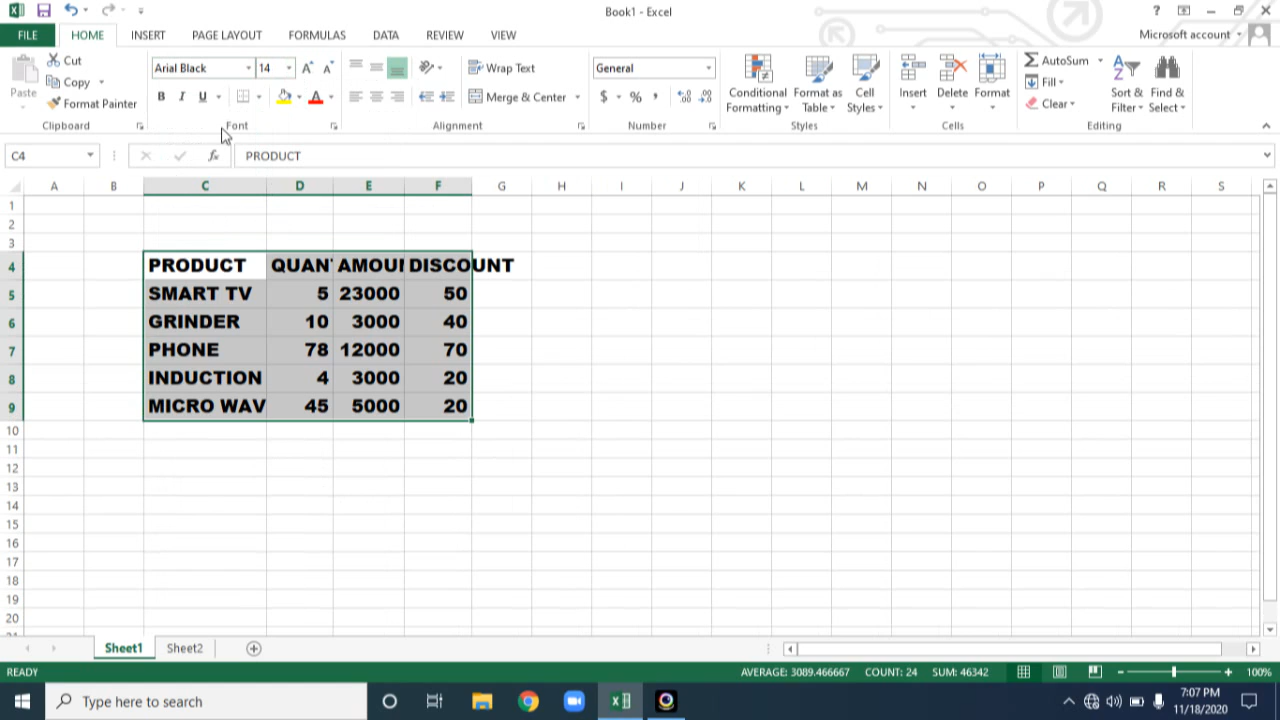 Book1 - Excel
?
FILE HOME INSERT PAGE LAYOUT FORMULAS DATA REVIEW VIEW Microsoft account
Paste Cut Copy Format Painter Clipboard
Arial Black 14 B I U A Font
Wrap Text Merge & Center Alignment
General $ % , Number
Conditional Formatting Format as Table Cell Styles Styles
Insert Delete Format Cells
AutoSum Fill Clear Sort & Filter Find & Select Editing
C4 fx PRODUCT
A B C D E F G H I J K L M N O P Q R S
1
2
3
4 PRODUCT QUAN AMOU DISCOUNT
5 SMART TV 5 23000 50
6 GRINDER 10 3000 40
7 PHONE 78 12000 70
8 INDUCTION 4 3000 20
9 MICRO WAV 45 5000 20
10
11
12
13
14
15
16
17
18
19
20
Sheet1 Sheet2
READY AVERAGE: 3089.466667 COUNT: 24 SUM: 46342 100%
Type here to search 7:07 PM
11/18/2020